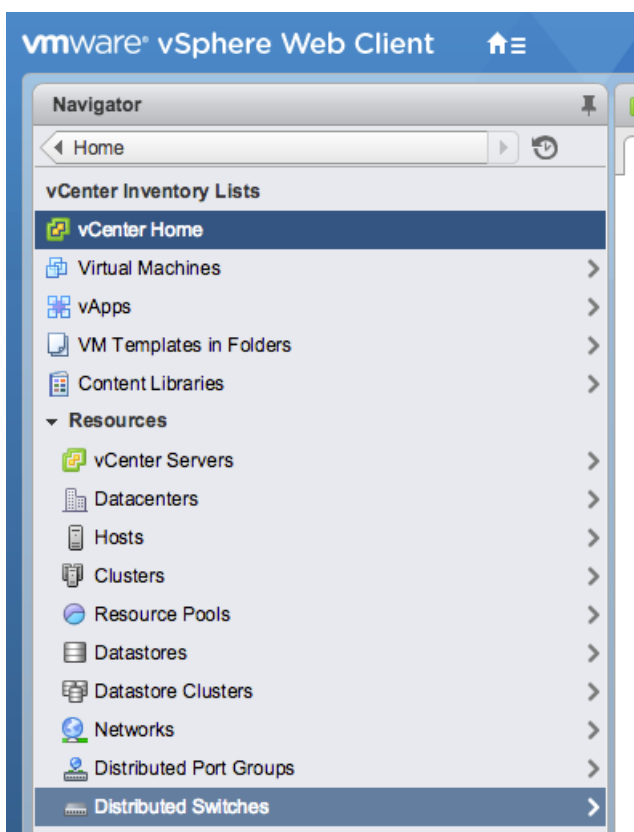 vmware® vSphere Web Client
Navigator
Home
vCenter Inventory Lists
vCenter Home
Virtual Machines
vApps
VM Templates in Folders
Content Libraries
Resources
vCenter Servers
Datacenters
Hosts
Clusters
Resource Pools
Datastores
Datastore Clusters
Networks
Distributed Port Groups
Distributed Switches